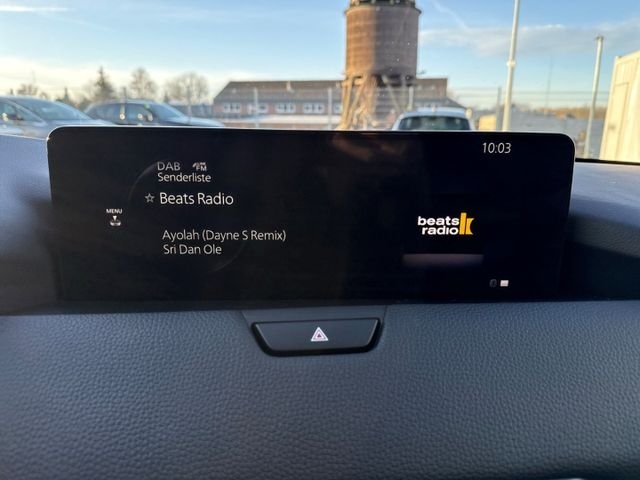 DAB
10:03
Senderliste
☆ Beats Radio
MENU
Ayolah (Dayne S Remix)
Sri Dan Ole
beats
radio k